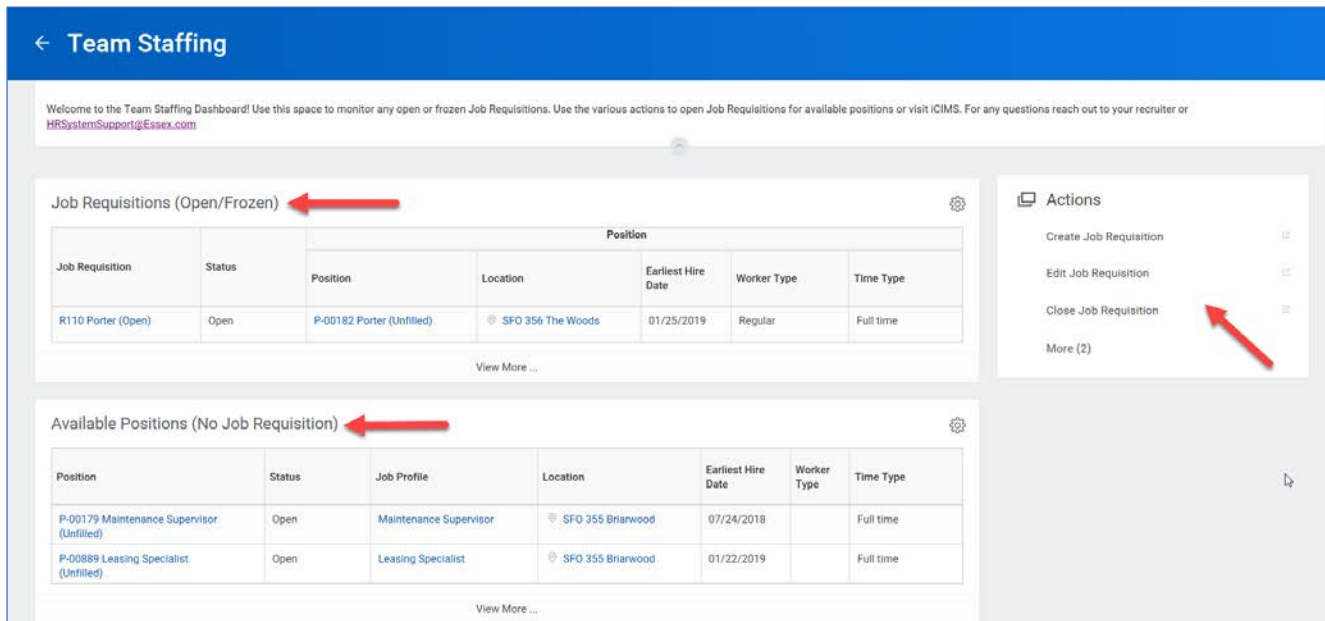 ← Team Staffing
Welcome to the Team Staffing Dashboard! Use this space to monitor any open or frozen Job Requisitions. Use the various actions to open Job Requisitions for available positions or visit iCIMS. For any questions reach out to your recruiter or
HRSystemSupport@Essex.com
Job Requisitions (Open/Frozen)
Position
Job Requisition Status Position Location Earliest Hire Date Worker Type Time Type
R110 Porter (Open) Open P-00182 Porter (Unfilled) SFO 356 The Woods 01/25/2019 Regular Full time
View More ...
Actions
Create Job Requisition
Edit Job Requisition
Close Job Requisition
More (2)
Available Positions (No Job Requisition)
Position Status Job Profile Location Earliest Hire Date Worker Type Time Type
P-00179 Maintenance Supervisor (Unfilled) Open Maintenance Supervisor SFO 355 Briarwood 07/24/2018 Full time
P-00889 Leasing Specialist (Unfilled) Open Leasing Specialist SFO 355 Briarwood 01/22/2019 Full time
View More ...